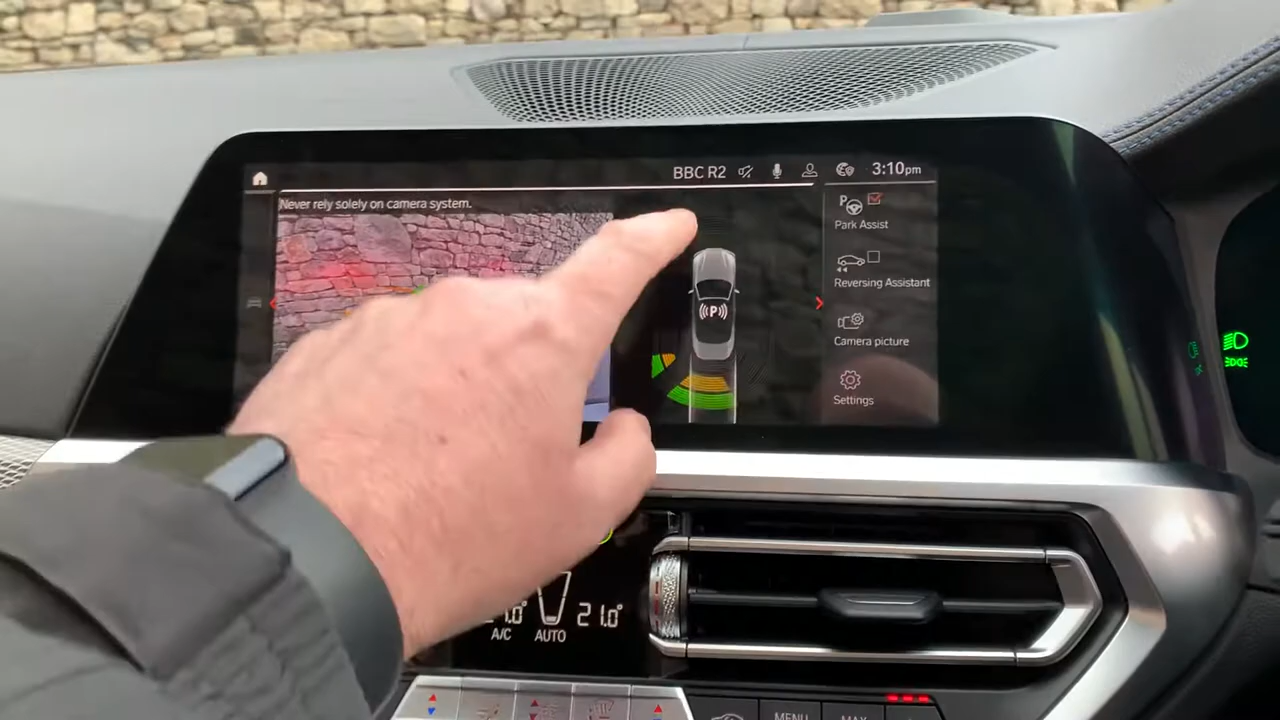 BBC R2
3:10pm
Never rely solely on camera system.
Park Assist
Reversing Assistant
Camera picture
Settings
((P))
21.0°
A/C
AUTO
MENU
MAX